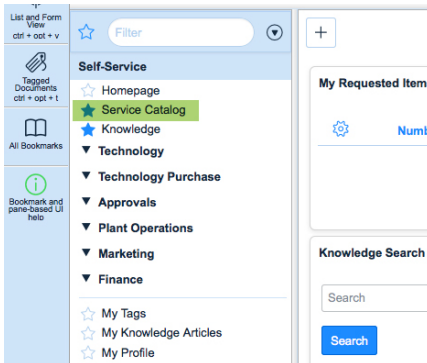 List and Form
View
ctrl + opt + v
Tagged
Documents
ctrl + opt + t
All Bookmarks
Bookmark and
pane-based UI
help
Filter
Self-Service
Homepage
Service Catalog
Knowledge
Technology
Technology Purchase
Approvals
Plant Operations
Marketing
Finance
My Tags
My Knowledge Articles
My Profile
My Requested Item
Numb
Knowledge Search
Search
Search